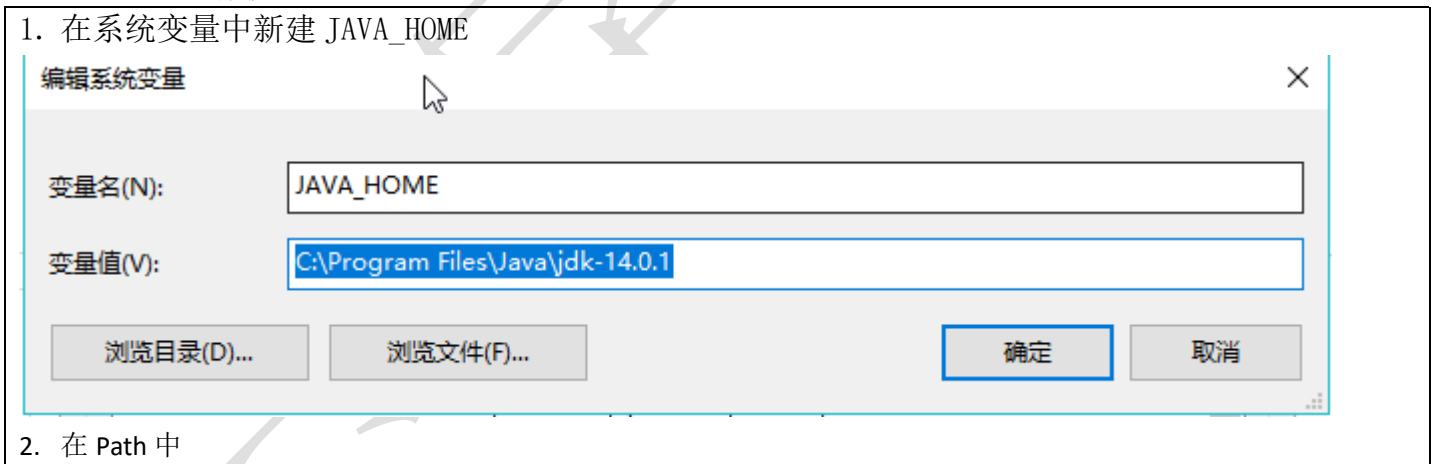 1. 在系统变量中新建 JAVA_HOME
编辑系统变量
变量名(N):
JAVA_HOME
变量值(V):
C:\Program Files\Java\jdk-14.0.1
浏览目录(D)...
浏览文件(F)...
确定
取消
2. 在 Path 中